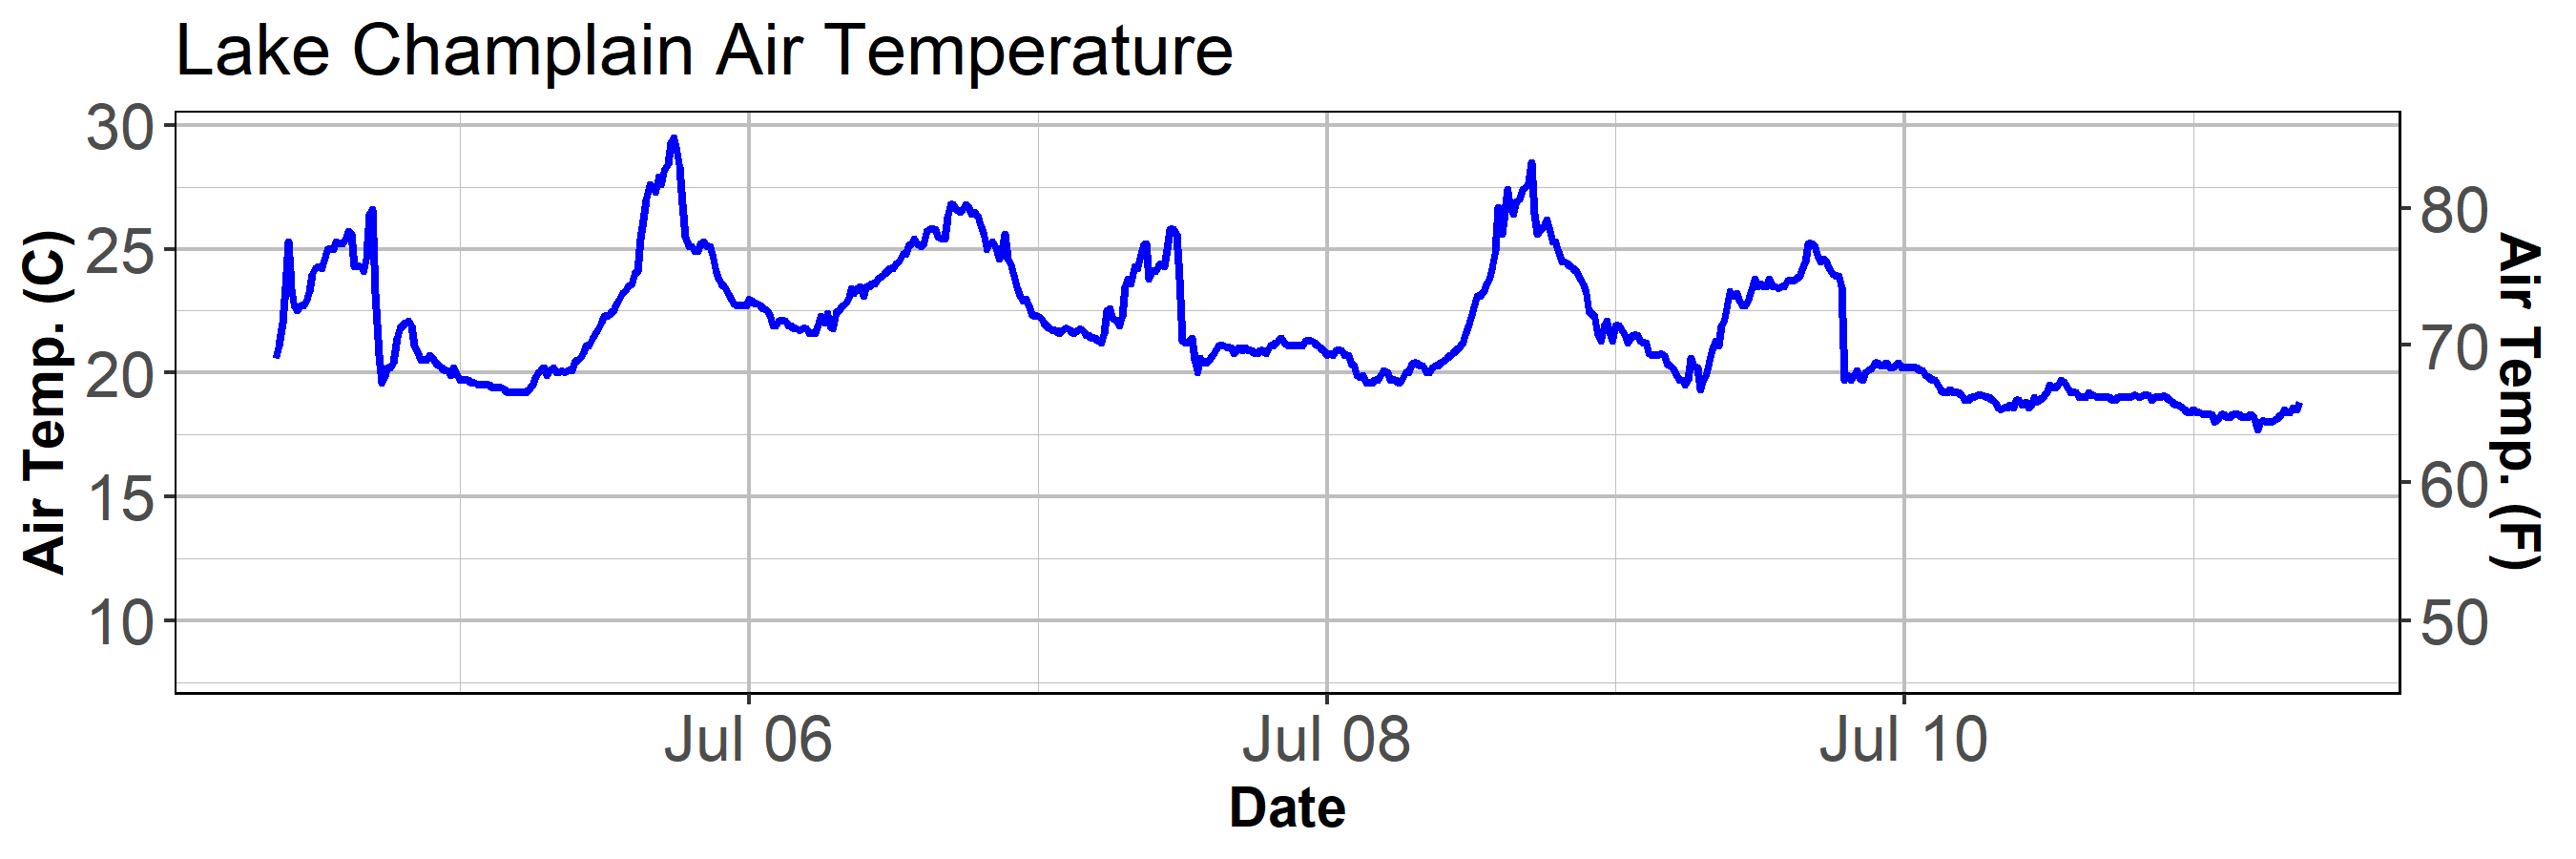 Lake Champlain Air Temperature
Air Temp. (C)
30
25
20
15
10
80
70
60
50
Air Temp. (F)
Jul 06
Jul 08
Jul 10
Date